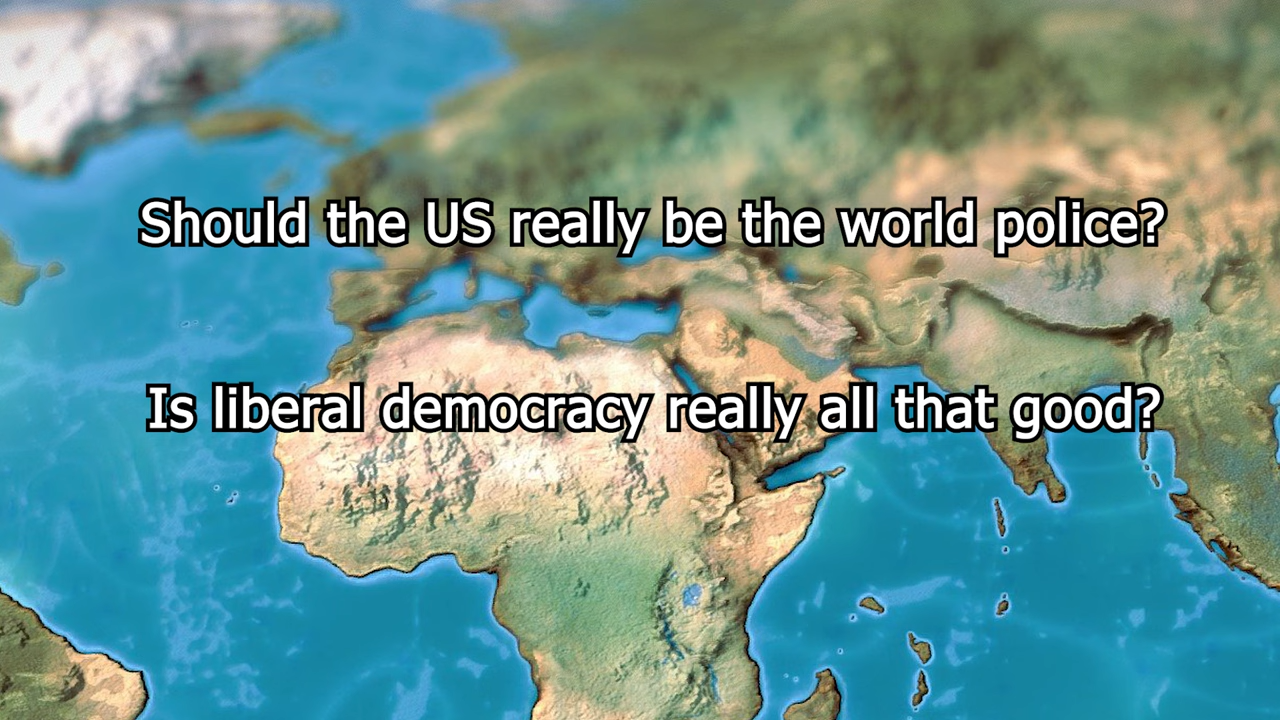 Should the US really be the world police?
Is liberal democracy really all that good?